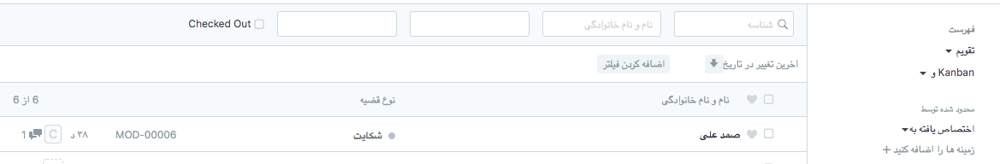 شناسه
نام و نام خانوادگی
Checked Out
آخرین تغییر در تاریخ
اضافه کردن فیلتر
نام و نام خانوادگی
نوع قضیه
6 از 6
صمد علی
شکایت
MOD-00006
۳۸ د
C
1
فهرست
تقویم
Kanban و
محدود شده توسط
اختصاص یافته به
زمینه ها را اضافه کنید +